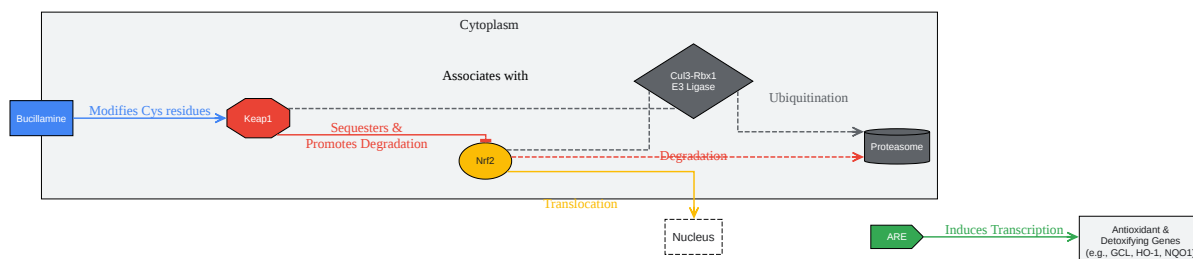 Cytoplasm
Cul3-Rbx1
E3 Ligase
Associates with
Ubiquitination
Bucillamine
Modifies Cys residues
Keap1
Sequesters &
Promotes Degradation
Nrf2
Degradation
Proteasome
Translocation
Nucleus
ARE
Induces Transcription
Antioxidant &
Detoxifying Genes
(e.g., GCL, HO-1, NQO1)